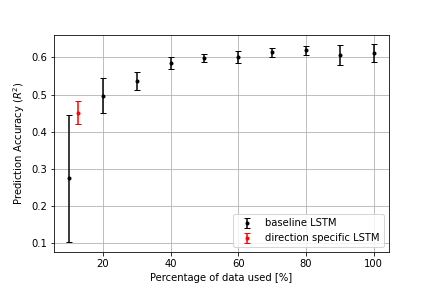 Prediction Accuracy (R²)
0.6
0.5
0.4
0.3
0.2
0.1
baseline LSTM
direction specific LSTM
20 40 60 80 100
Percentage of data used [%]